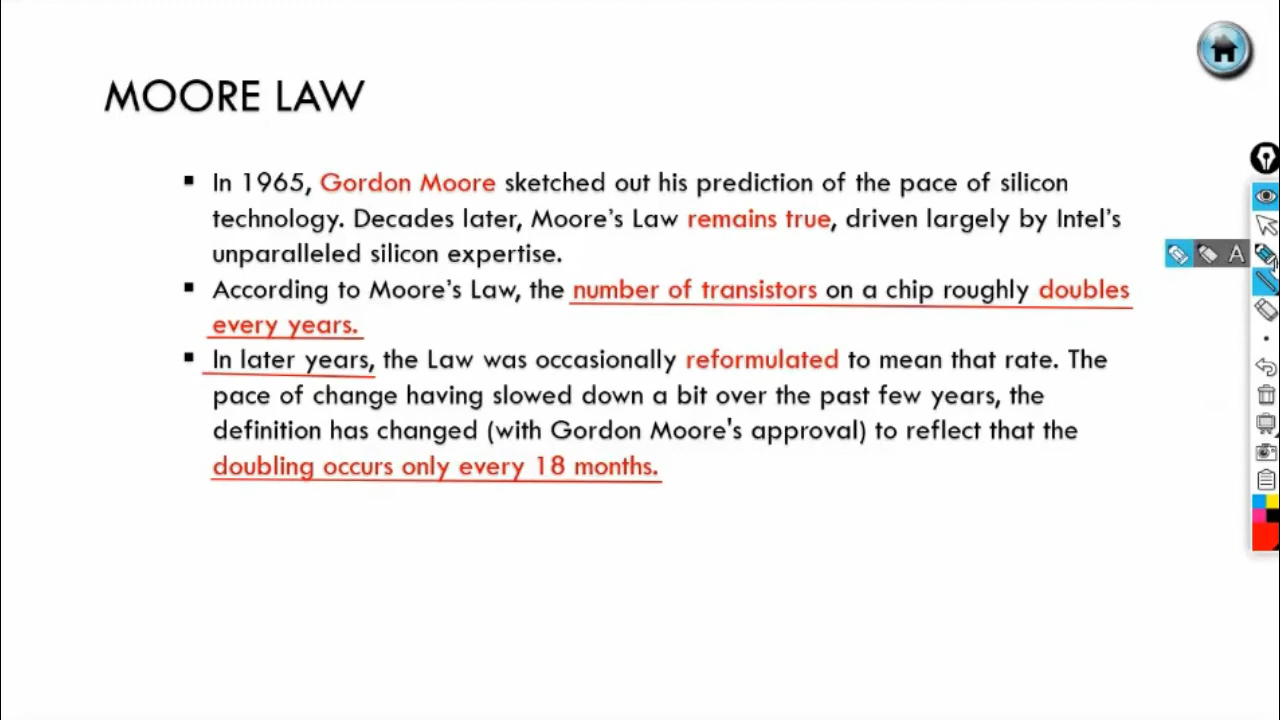 MOORE LAW
In 1965, Gordon Moore sketched out his prediction of the pace of silicon
technology. Decades later, Moore’s Law remains true, driven largely by Intel’s
unparalleled silicon expertise.
According to Moore’s Law, the number of transistors on a chip roughly doubles
every years.
In later years, the Law was occasionally reformulated to mean that rate. The
pace of change having slowed down a bit over the past few years, the
definition has changed (with Gordon Moore's approval) to reflect that the
doubling occurs only every 18 months.
A